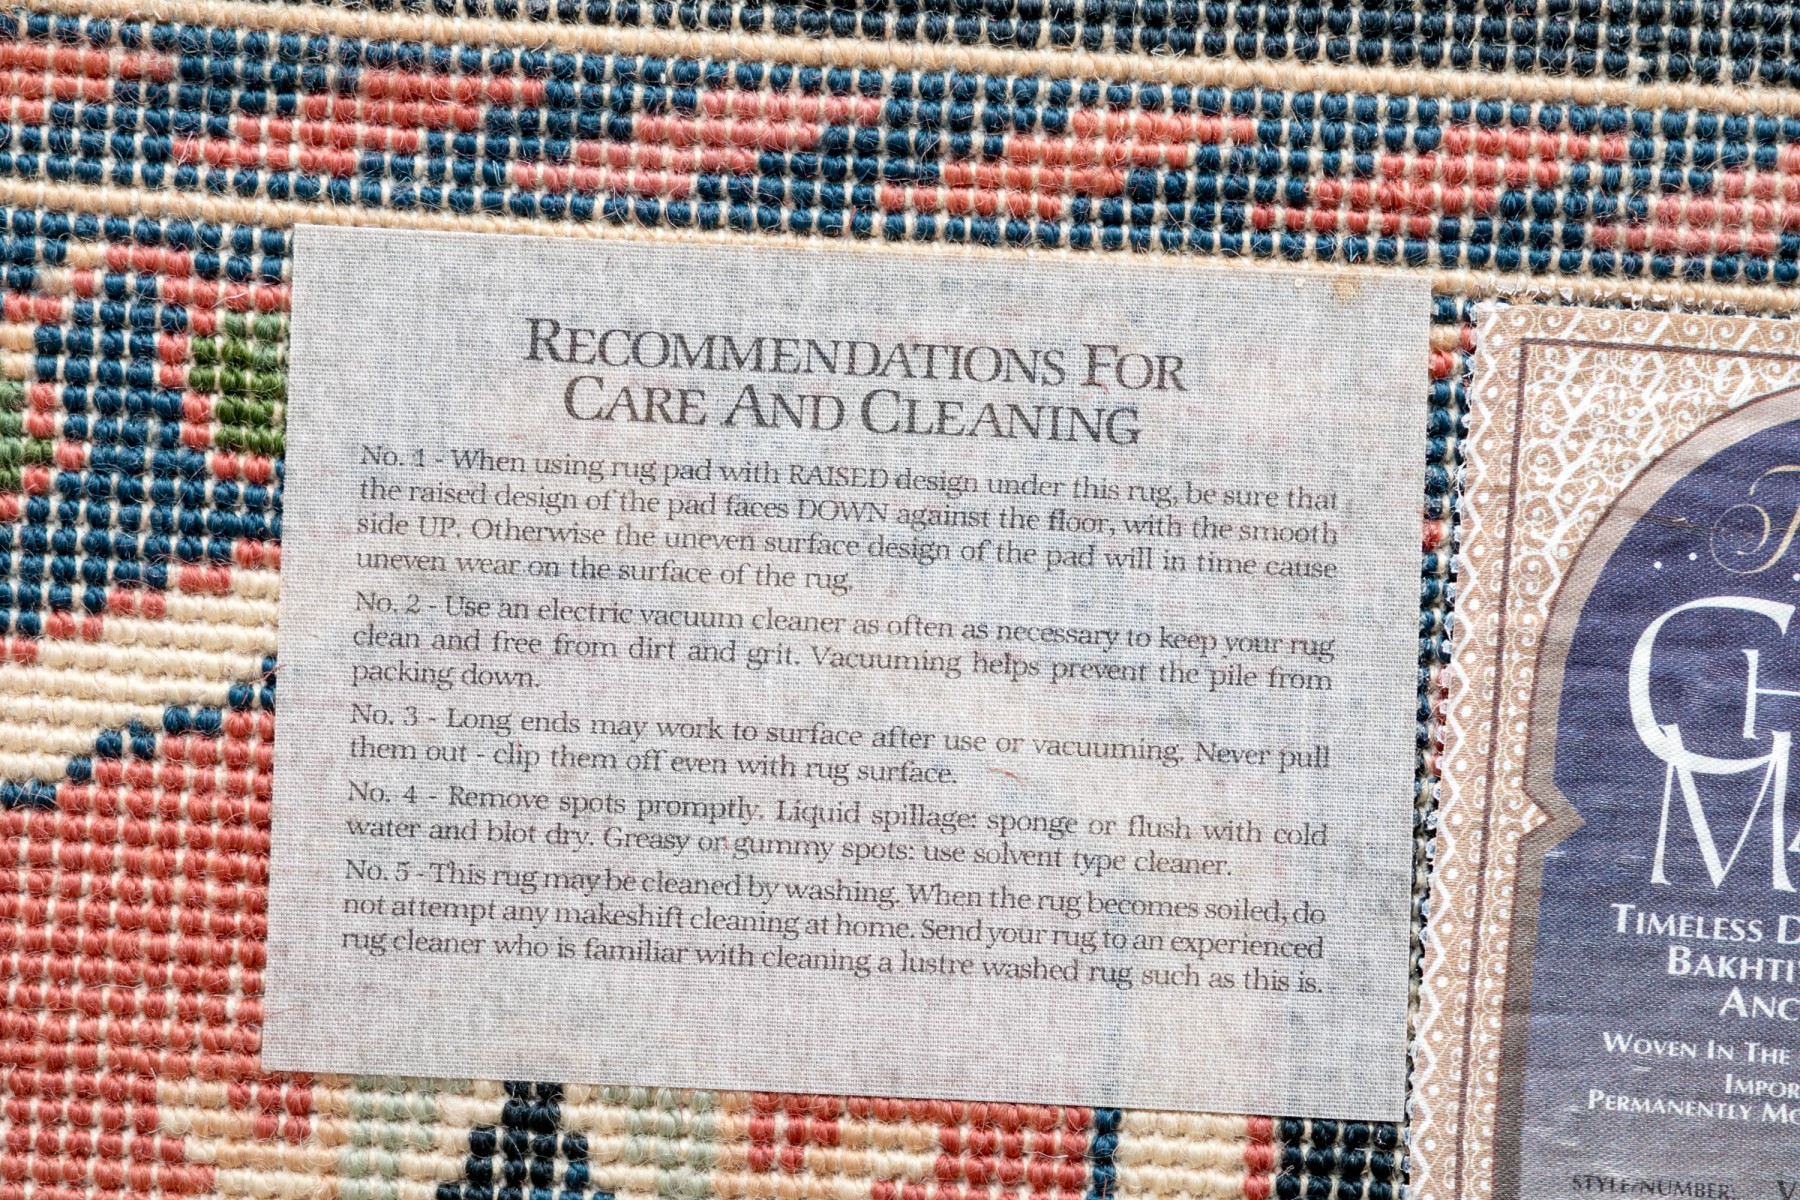 RECOMMENDATIONS FOR
CARE AND CLEANING
No. 1 - When using rug pad with RAISED design under this rug, be sure that
the raised design of the pad faces DOWN against the floor, with the smooth
side UP. Otherwise the uneven surface design of the pad will in time cause
uneven wear on the surface of the rug.
No. 2 - Use an electric vacuum cleaner as often as necessary to keep your rug
clean and free from dirt and grit. Vacuuming helps prevent the pile from
packing down.
No. 3 - Long ends may work to surface after use or vacuuming. Never pull
them out - clip them off even with rug surface.
No. 4 - Remove spots promptly. Liquid spillage: sponge or flush with cold
water and blot dry. Greasy or gummy spots: use solvent type cleaner.
No. 5 - This rug may be cleaned by washing. When the rug becomes soiled, do
not attempt any makeshift cleaning at home. Send your rug to an experienced
rug cleaner who is familiar with cleaning a lustre washed rug such as this is.
TIMELESS
WOVEN IN THE
PERMANENTLY
STYLE/NUMBER: